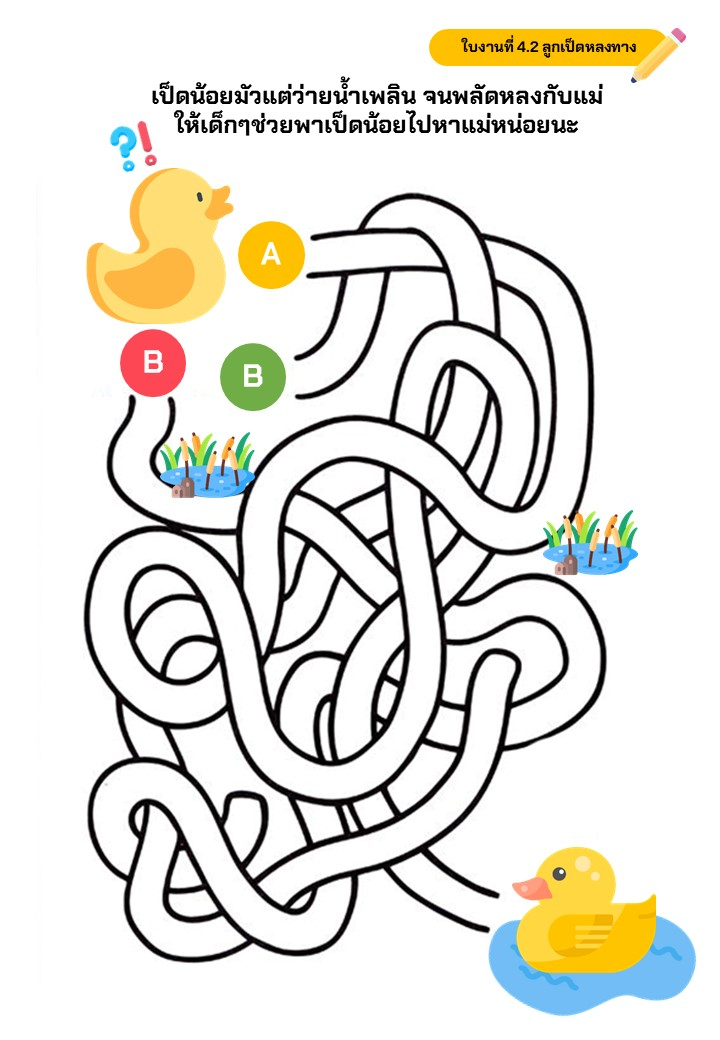 ใบงานที่ 4.2 ลูกเป็ดหลงทาง
เป็ดน้อยมัวแต่ว่ายน้ำเพลิน จนพลัดหลงกับแม่
ให้เด็กๆช่วยพาเป็ดน้อยไปหาแม่หน่อยนะ
?!
A
B
B